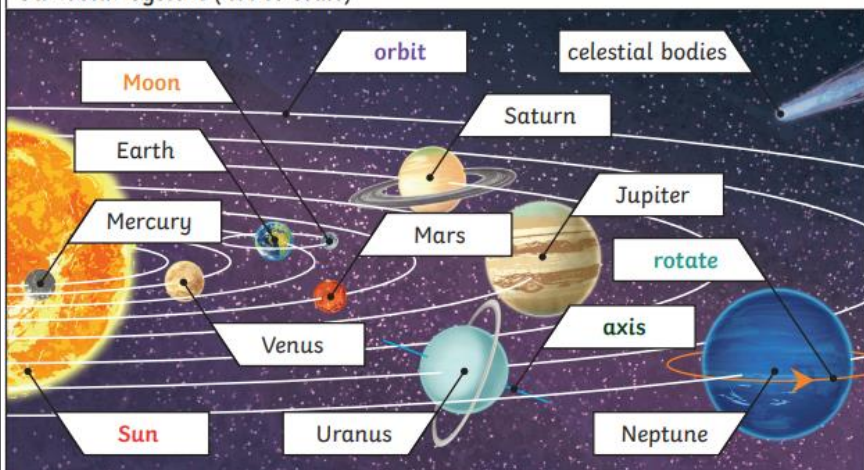 orbit
celestial bodies
Moon
Saturn
Earth
Jupiter
Mercury
Mars
rotate
axis
Venus
Sun
Uranus
Neptune